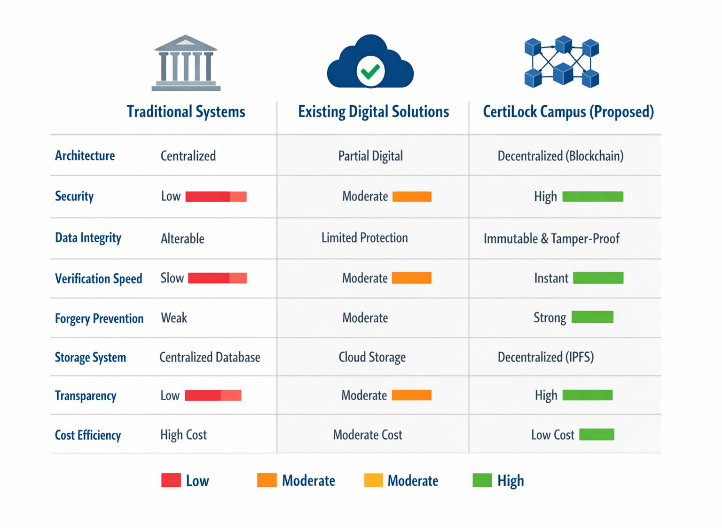 Traditional Systems Existing Digital Solutions CertiLock Campus (Proposed)
Architecture Centralized Partial Digital Decentralized (Blockchain)
Security Low Moderate High
Data Integrity Alterable Limited Protection Immutable & Tamper-Proof
Verification Speed Slow Moderate Instant
Forgery Prevention Weak Moderate Strong
Storage System Centralized Database Cloud Storage Decentralized (IPFS)
Transparency Low Moderate High
Cost Efficiency High Cost Moderate Cost Low Cost
Low Moderate Moderate High